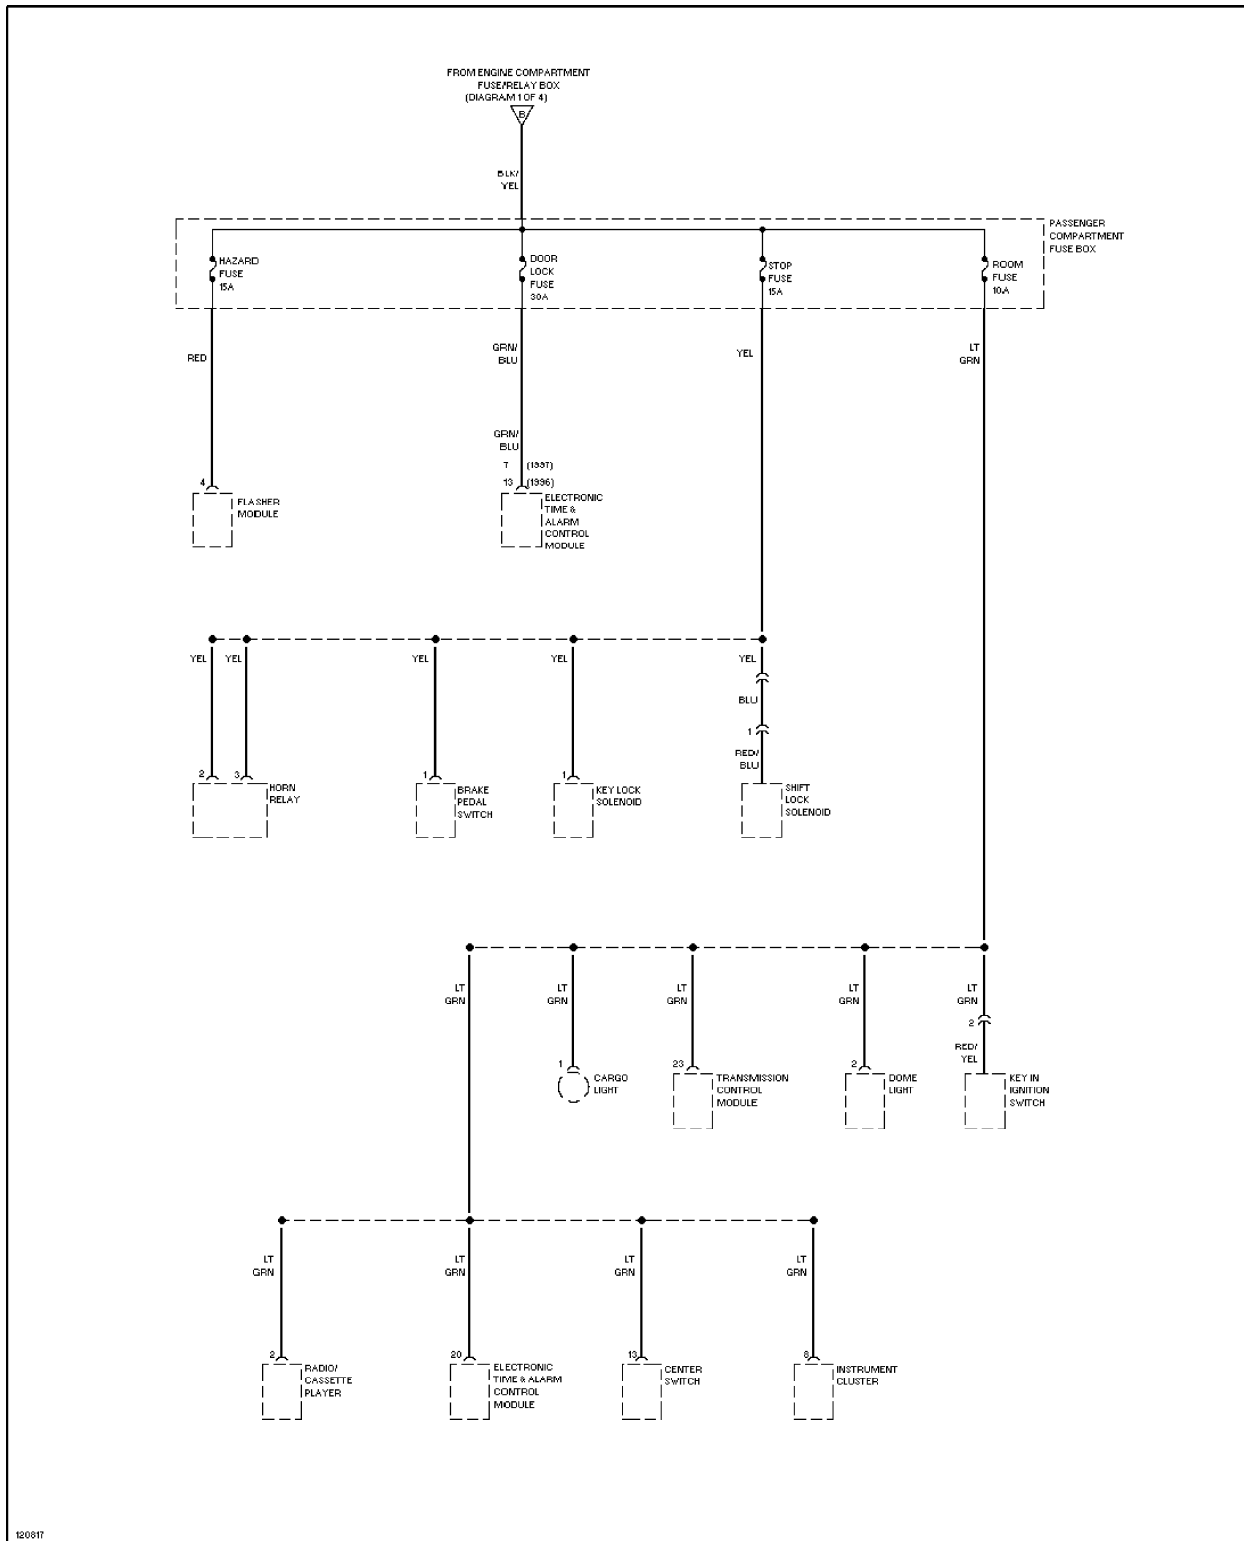 FROM ENGINE COMPARTMENT
FUSE/RELAY BOX
(DIAGRAM 1 OF 4)
B
BLK/
YEL
PASSENGER
COMPARTMENT
FUSE BOX
HAZARD
FUSE
15A
DOOR
LOCK
FUSE
30A
STOP
FUSE
15A
ROOM
FUSE
10A
RED
GRN/
BLU
YEL
LT
GRN
GRN/
BLU
7 (1997)
13 (1996)
4
FLASHER
MODULE
ELECTRONIC
TIME &
ALARM
CONTROL
MODULE
YEL
YEL
YEL
YEL
YEL
BLU
1
RED/
BLU
2
3
HORN
RELAY
1
BRAKE
PEDAL
SWITCH
1
KEY LOCK
SOLENOID
SHIFT
LOCK
SOLENOID
LT
GRN
LT
GRN
LT
GRN
LT
GRN
LT
GRN
2
RED/
YEL
1
CARGO
LIGHT
23
TRANSMISSION
CONTROL
MODULE
2
DOME
LIGHT
KEY IN
IGNITION
SWITCH
LT
GRN
LT
GRN
LT
GRN
LT
GRN
2
RADIO/
CASSETTE
PLAYER
20
ELECTRONIC
TIME & ALARM
CONTROL
MODULE
13
CENTER
SWITCH
8
INSTRUMENT
CLUSTER
120817